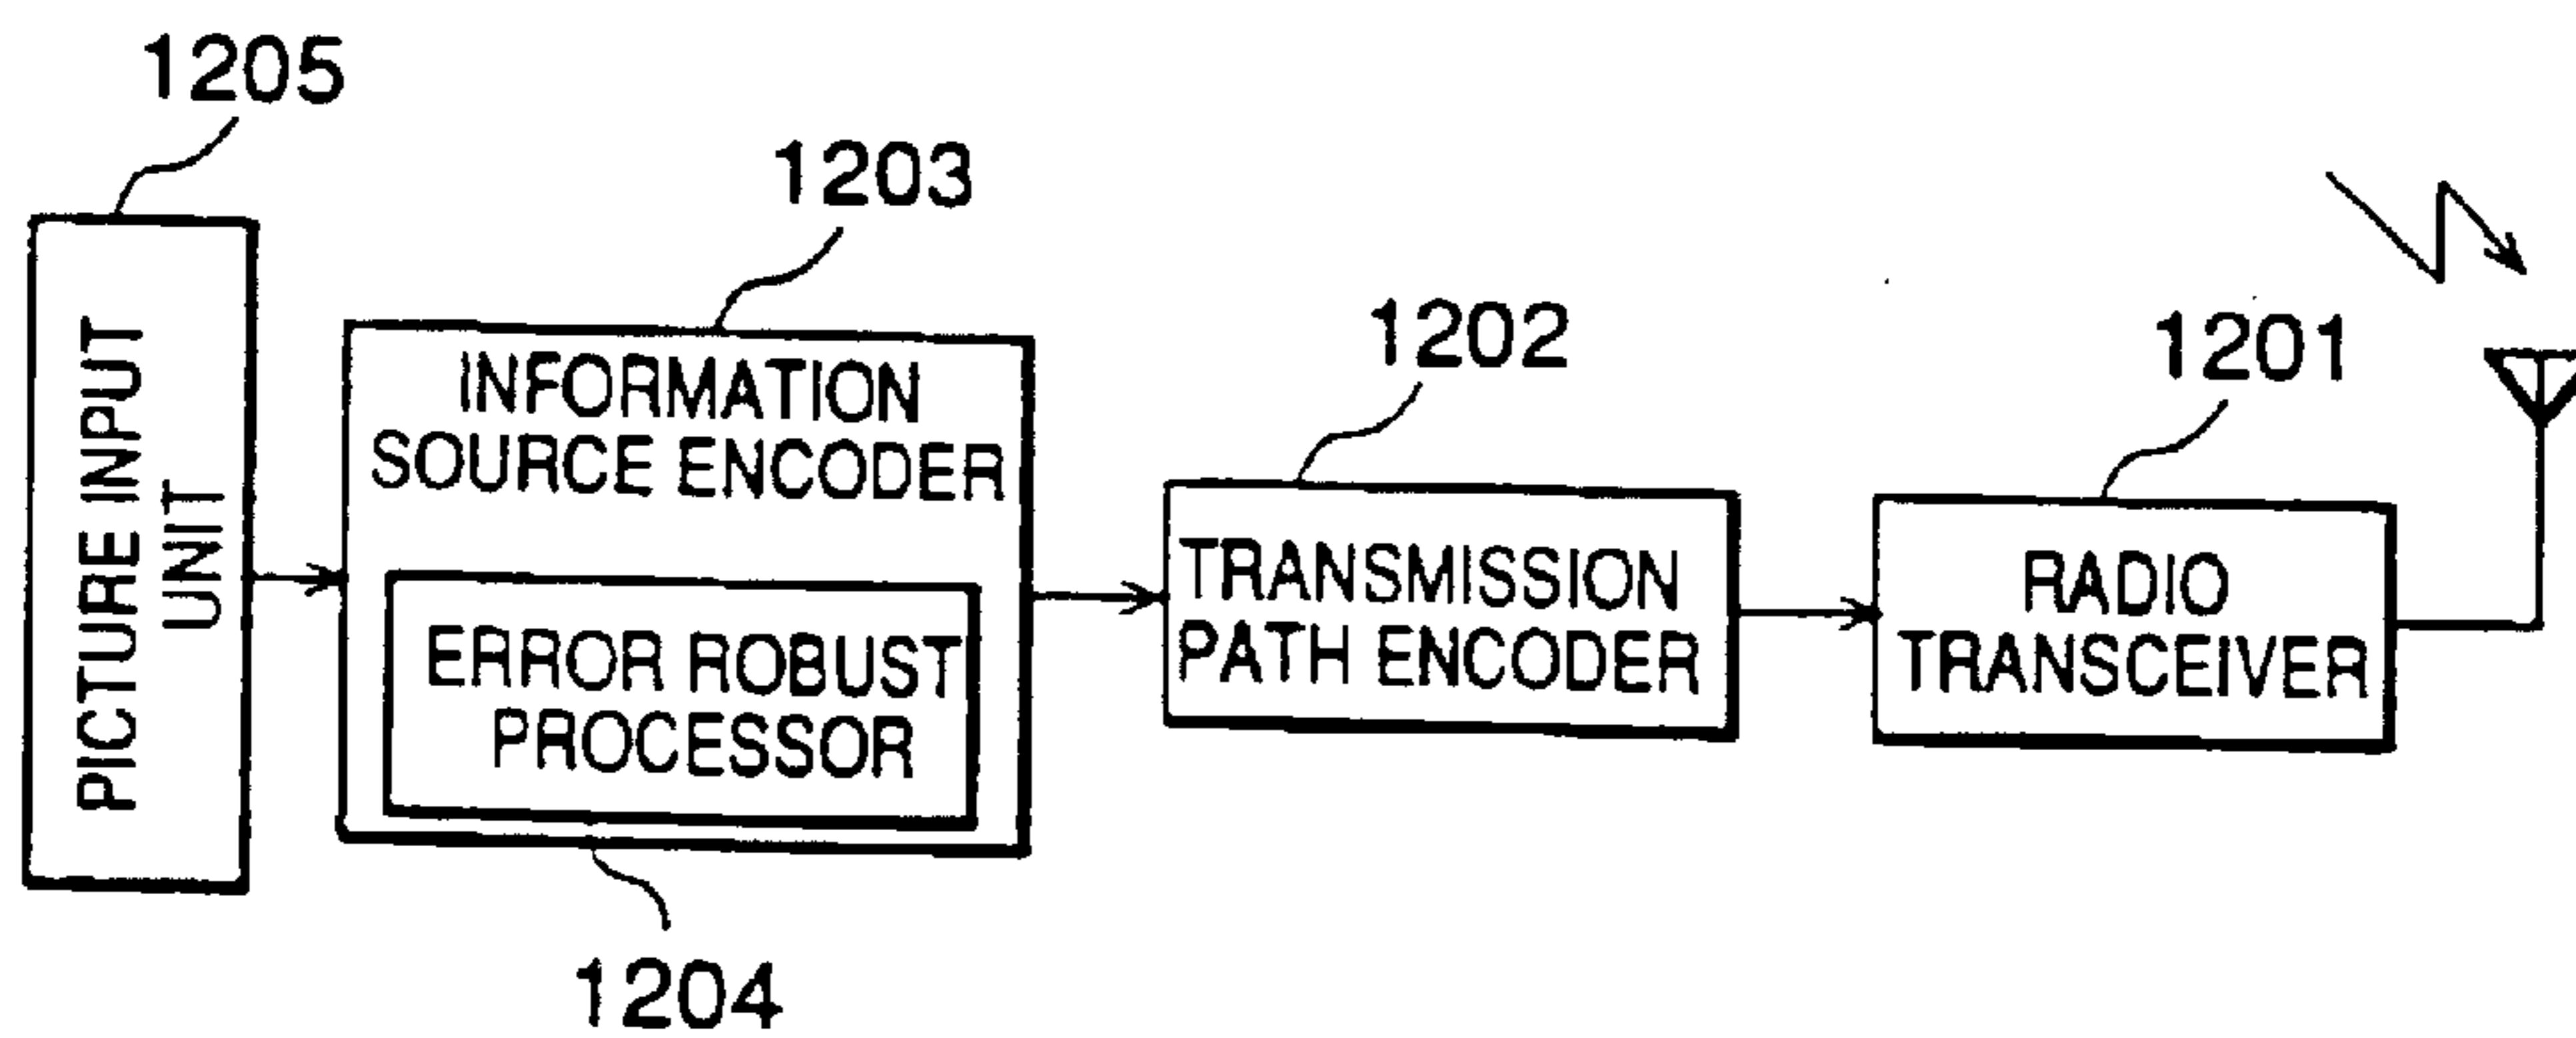 1205
1203
1202
1201
PICTURE INPUT
UNIT
INFORMATION
SOURCE ENCODER
ERROR ROBUST
PROCESSOR
TRANSMISSION
PATH ENCODER
RADIO
TRANSCEIVER
1204